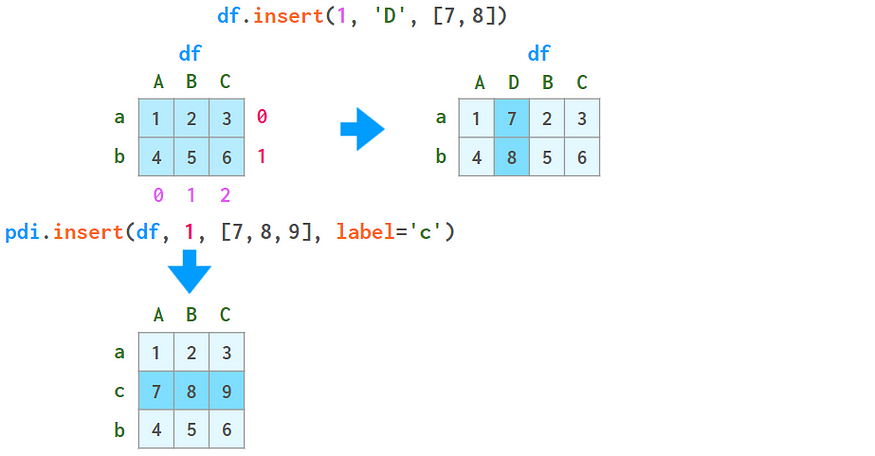 df.insert(1, 'D', [7,8])
df
A B C
a 1 2 3 0
b 4 5 6 1
0 1 2
df
A D B C
a 1 7 2 3
b 4 8 5 6
pdi.insert(df, 1, [7,8,9], label='c')
A B C
a 1 2 3
c 7 8 9
b 4 5 6